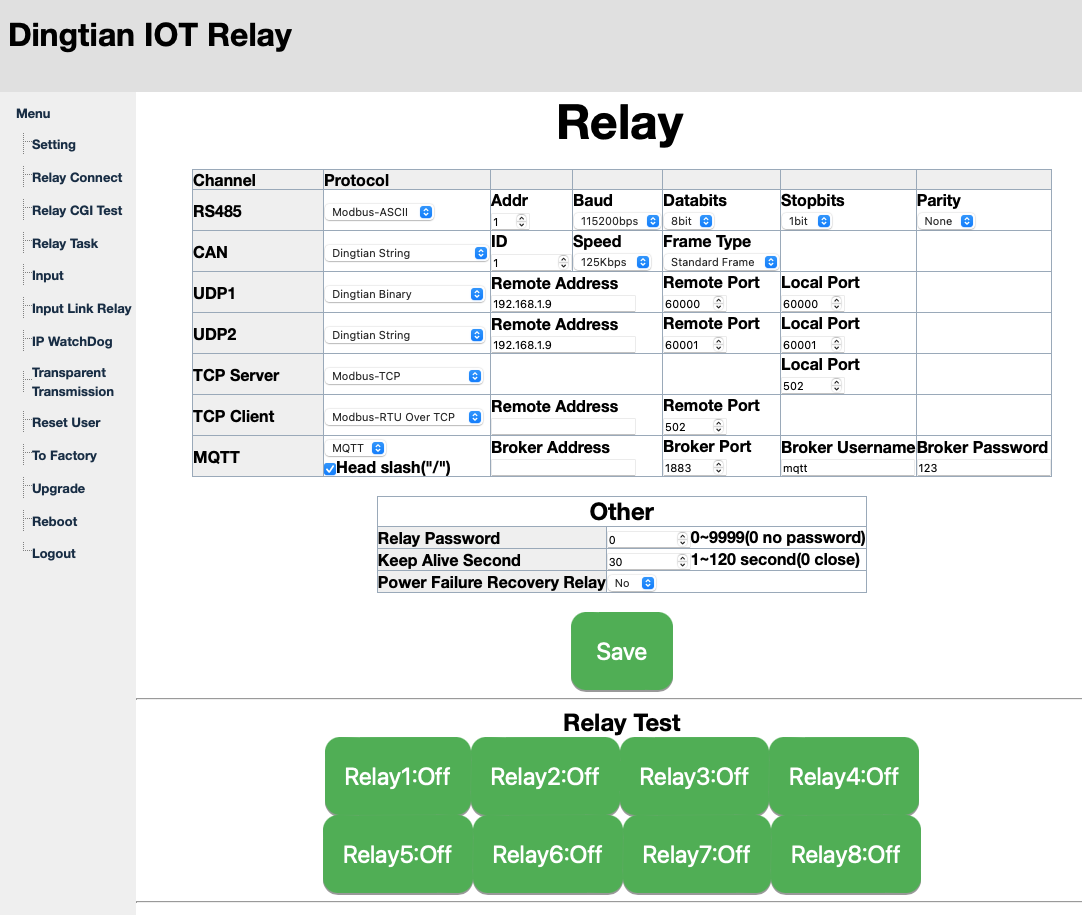 Dingtian IOT Relay
Menu
Setting
Relay Connect
Relay CGI Test
Relay Task
Input
Input Link Relay
IP WatchDog
Transparent
Transmission
Reset User
To Factory
Upgrade
Reboot
Logout
Relay
Channel Protocol
RS485 Modbus-ASCII Addr 1 Baud 115200bps Databits 8bit Stopbits 1bit Parity None
CAN Dingtian String ID 1 Speed 125Kbps Frame Type Standard Frame
UDP1 Dingtian Binary Remote Address 192.168.1.9 Remote Port 60000 Local Port 60000
UDP2 Dingtian String Remote Address 192.168.1.9 Remote Port 60001 Local Port 60001
TCP Server Modbus-TCP Local Port 502
TCP Client Modbus-RTU Over TCP Remote Address Remote Port 502
MQTT MQTT Head slash("/") Broker Address Broker Port 1883 Broker Username mqtt Broker Password 123
Other
Relay Password 0 0~9999(0 no password)
Keep Alive Second 30 1~120 second(0 close)
Power Failure Recovery Relay No
Save
Relay Test
Relay1:Off Relay2:Off Relay3:Off Relay4:Off
Relay5:Off Relay6:Off Relay7:Off Relay8:Off